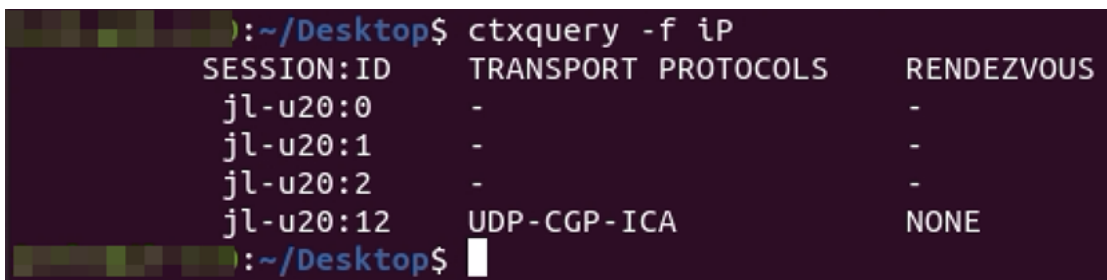 :~/Desktop$ ctxquery -f iP
SESSION:ID TRANSPORT PROTOCOLS RENDEZVOUS
jl-u20:0 - -
jl-u20:1 - -
jl-u20:2 - -
jl-u20:12 UDP-CGP-ICA NONE
:~/Desktop$